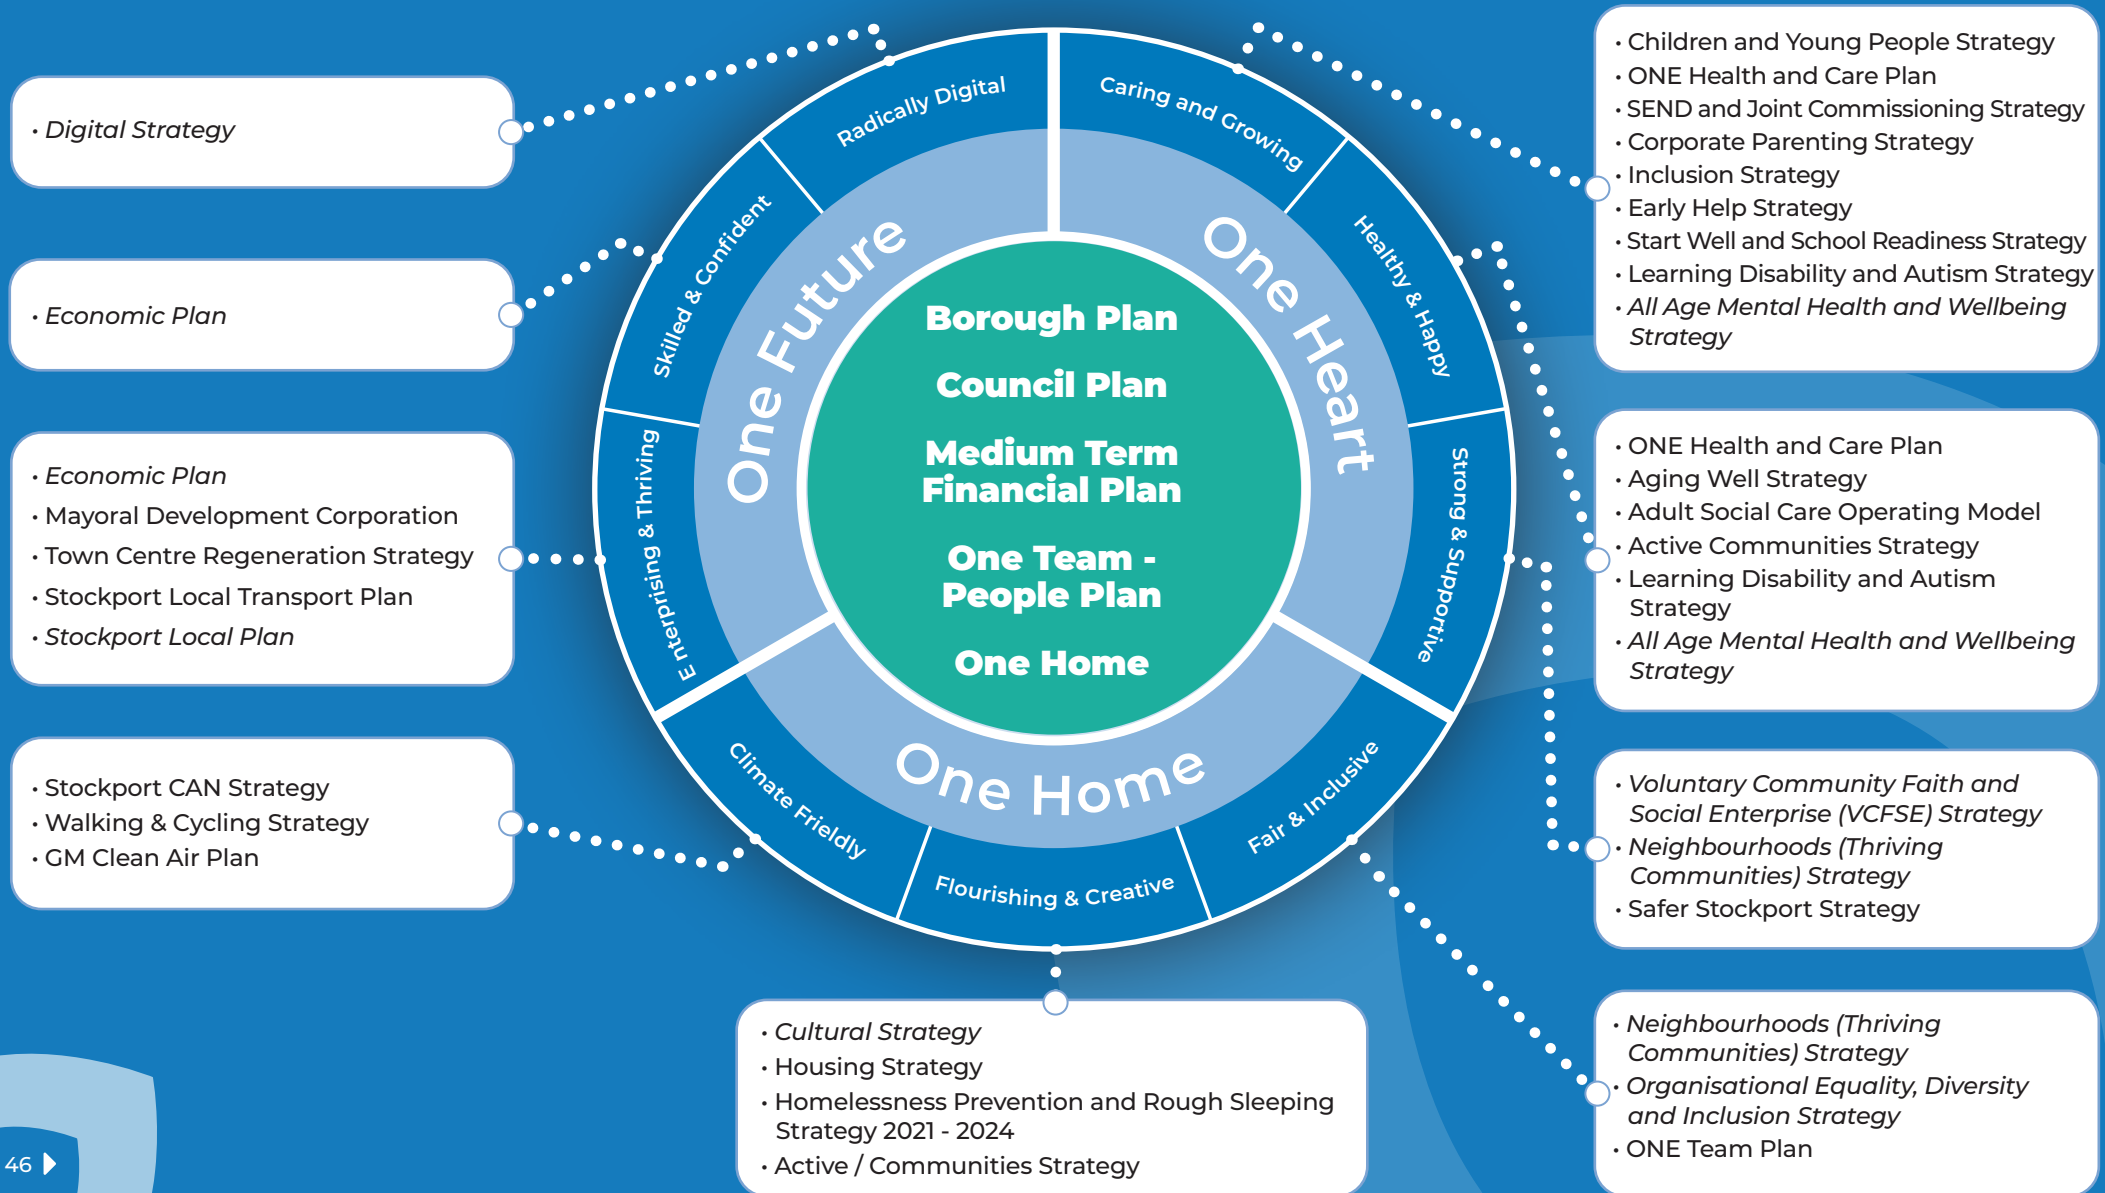 • Digital Strategy
• Economic Plan
• Economic Plan
• Mayoral Development Corporation
• Town Centre Regeneration Strategy
• Stockport Local Transport Plan
• Stockport Local Plan
• Stockport CAN Strategy
• Walking & Cycling Strategy
• GM Clean Air Plan
Radically Digital
Skilled & Confident
E nterprising & Thriving
One Future
Caring and Growing
Healthy & Happy
Strong & Supportive
One Heart
Climate Frieldly
Flourishing & Creative
Fair & Inclusive
One Home
Borough Plan
Council Plan
Medium Term
Financial Plan
One Team -
People Plan
One Home
• Children and Young People Strategy
• ONE Health and Care Plan
• SEND and Joint Commissioning Strategy
• Corporate Parenting Strategy
• Inclusion Strategy
• Early Help Strategy
• Start Well and School Readiness Strategy
• Learning Disability and Autism Strategy
• All Age Mental Health and Wellbeing
Strategy
• ONE Health and Care Plan
• Aging Well Strategy
• Adult Social Care Operating Model
• Active Communities Strategy
• Learning Disability and Autism
Strategy
• All Age Mental Health and Wellbeing
Strategy
• Voluntary Community Faith and
Social Enterprise (VCFSE) Strategy
• Neighbourhoods (Thriving
Communities) Strategy
• Safer Stockport Strategy
• Neighbourhoods (Thriving
Communities) Strategy
• Organisational Equality, Diversity
and Inclusion Strategy
• ONE Team Plan
• Cultural Strategy
• Housing Strategy
• Homelessness Prevention and Rough Sleeping
Strategy 2021 - 2024
• Active / Communities Strategy
46